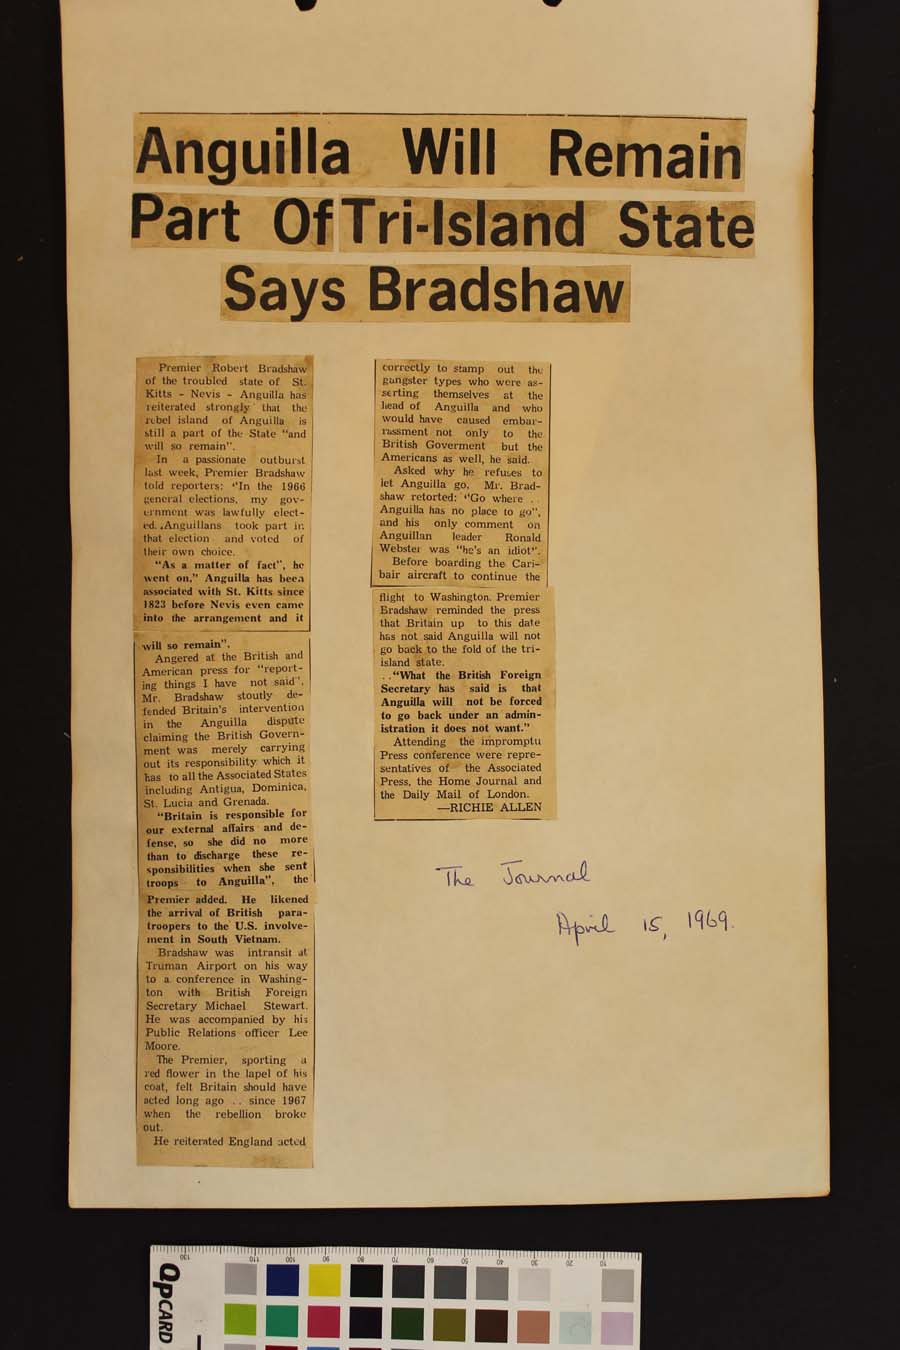 Anguilla Will Remain
Part Of Tri-Island State
Says Bradshaw
Premier Robert Bradshaw
of the troubled state of St.
Kitts - Nevis - Anguilla has
reiterated strongly that the
rebel island of Anguilla is
still a part of the State "and
will so remain".
In a passionate outburst
last week, Premier Bradshaw
told reporters: "In the 1966
general elections, my gov-
ernment was lawfully elect-
ed. .Anguillans took part in
that election and voted of
their own choice.
"As a matter of fact", he
went on," Anguilla has been
associated with St. Kitts since
1823 before Nevis even came
into the arrangement and it
will so remain".
Angered at the British and
American press for "report-
ing things I have not said",
Mr. Bradshaw stoutly de-
fended Britain's intervention
in the Anguilla dispute
claiming the British Govern-
ment was merely carrying
out its responsibility which it
has to all the Associated States
including Antigua, Dominica,
St. Lucia and Grenada.
"Britain is responsible for
our external affairs and de-
fense, so she did no more
than to discharge these re-
sponsibilities when she sent
troops to Anguilla", the
Premier added. He likened
the arrival of British para-
troopers to the U.S. involve-
ment in South Vietnam.
Bradshaw was intransit at
Truman Airport on his way
to a conference in Washing-
ton with British Foreign
Secretary Michael Stewart.
He was accompanied by his
Public Relations officer Lee
Moore.
The Premier, sporting a
red flower in the lapel of his
coat, felt Britain should have
acted long ago . . since 1967
when the rebellion broke
out.
He reiterated England acted
correctly to stamp out the
gangster types who were as-
serting themselves at the
head of Anguilla and who
would have caused embar-
rassment not only to the
British Goverment but the
Americans as well, he said.
Asked why he refuses to
let Anguilla go, Mr. Brad-
shaw retorted: "Go where . .
Anguilla has no place to go",
and his only comment on
Anguillan leader Ronald
Webster was "he's an idiot".
Before boarding the Cari-
bair aircraft to continue the
flight to Washington. Premier
Bradshaw reminded the press
that Britain up to this date
has not said Anguilla will not
go back to the fold of the tri-
island state.
. ."What the British Foreign
Secretary has said is that
Anguilla will not be forced
to go back under an admin-
istration it does not want."
Attending the impromptu
Press conference were repre-
sentatives of the Associated
Press, the Home Journal and
the Daily Mail of London.
—RICHIE ALLEN
The Journal
April 15, 1969.
130 110 100 90 80 70 60 50 40 30 20 10
QPCARD